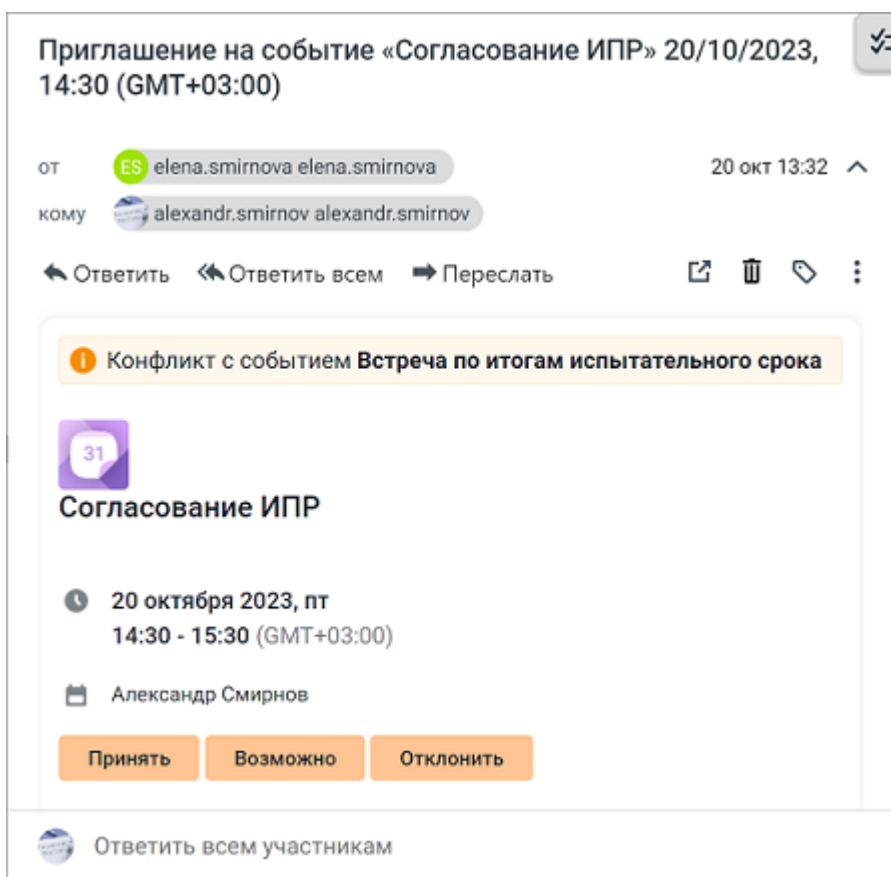 Приглашение на событие «Согласование ИПР» 20/10/2023,
14:30 (GMT+03:00)
от ES elena.smirnova elena.smirnova 20 окт 13:32
кому alexandr.smirnov alexandr.smirnov
Ответить Ответить всем Переслать
Конфликт с событием Встреча по итогам испытательного срока
31
Согласование ИПР
20 октября 2023, пт
14:30 - 15:30 (GMT+03:00)
Александр Смирнов
Принять Возможно Отклонить
Ответить всем участникам